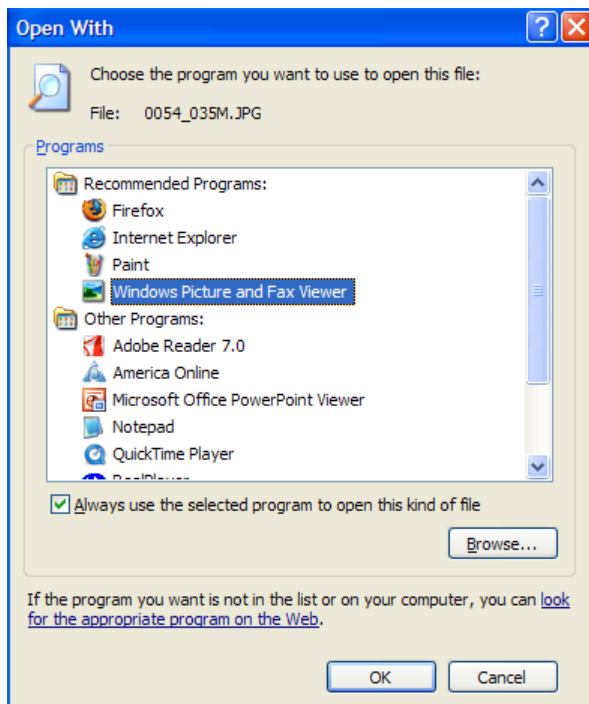 Open With
Choose the program you want to use to open this file:
File: 0054_035M.JPG
Programs
Recommended Programs:
Firefox
Internet Explorer
Paint
Windows Picture and Fax Viewer
Other Programs:
Adobe Reader 7.0
America Online
Microsoft Office PowerPoint Viewer
Notepad
QuickTime Player
Always use the selected program to open this kind of file
Browse...
If the program you want is not in the list or on your computer, you can look
for the appropriate program on the Web.
OK
Cancel